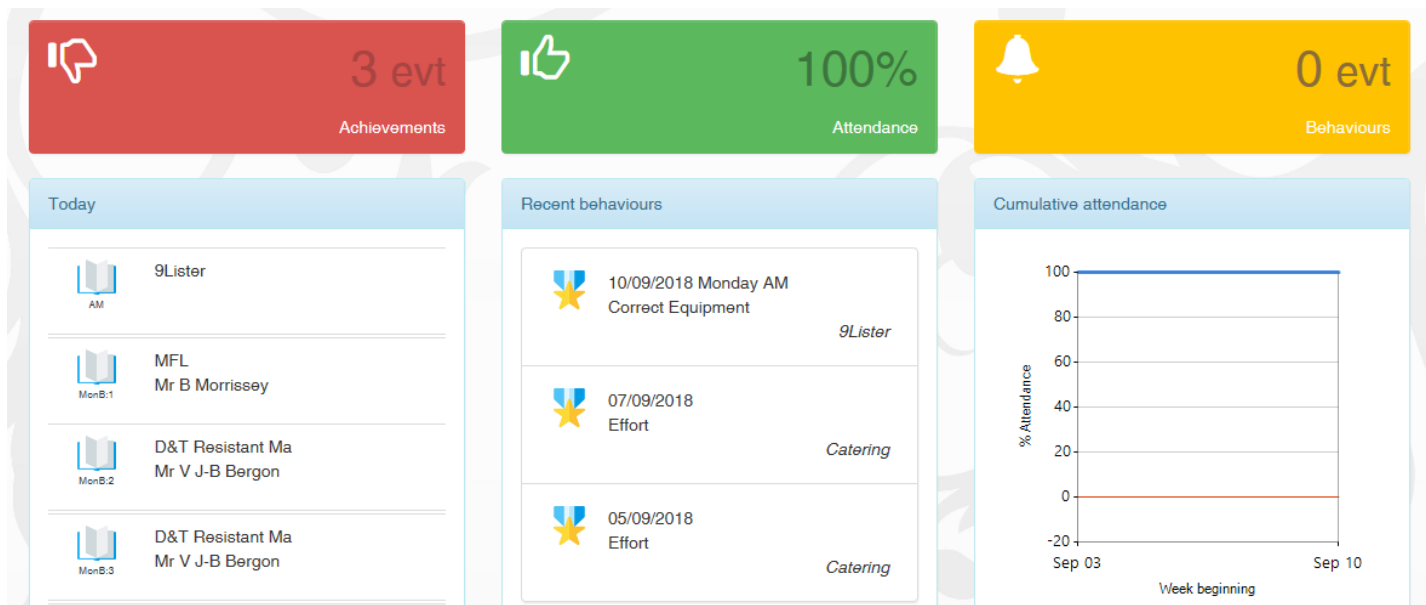 3 evt
Achievements
100%
Attendance
0 evt
Behaviours
Today
AM
9Lister
MonB:1
MFL
Mr B Morrissey
MonB:2
D&T Resistant Ma
Mr V J-B Bergon
MonB:3
D&T Resistant Ma
Mr V J-B Bergon
Recent behaviours
10/09/2018 Monday AM
Correct Equipment
9Lister
07/09/2018
Effort
Catering
05/09/2018
Effort
Catering
Cumulative attendance
% Attendance
100
80
60
40
20
0
-20
Sep 03
Sep 10
Week beginning